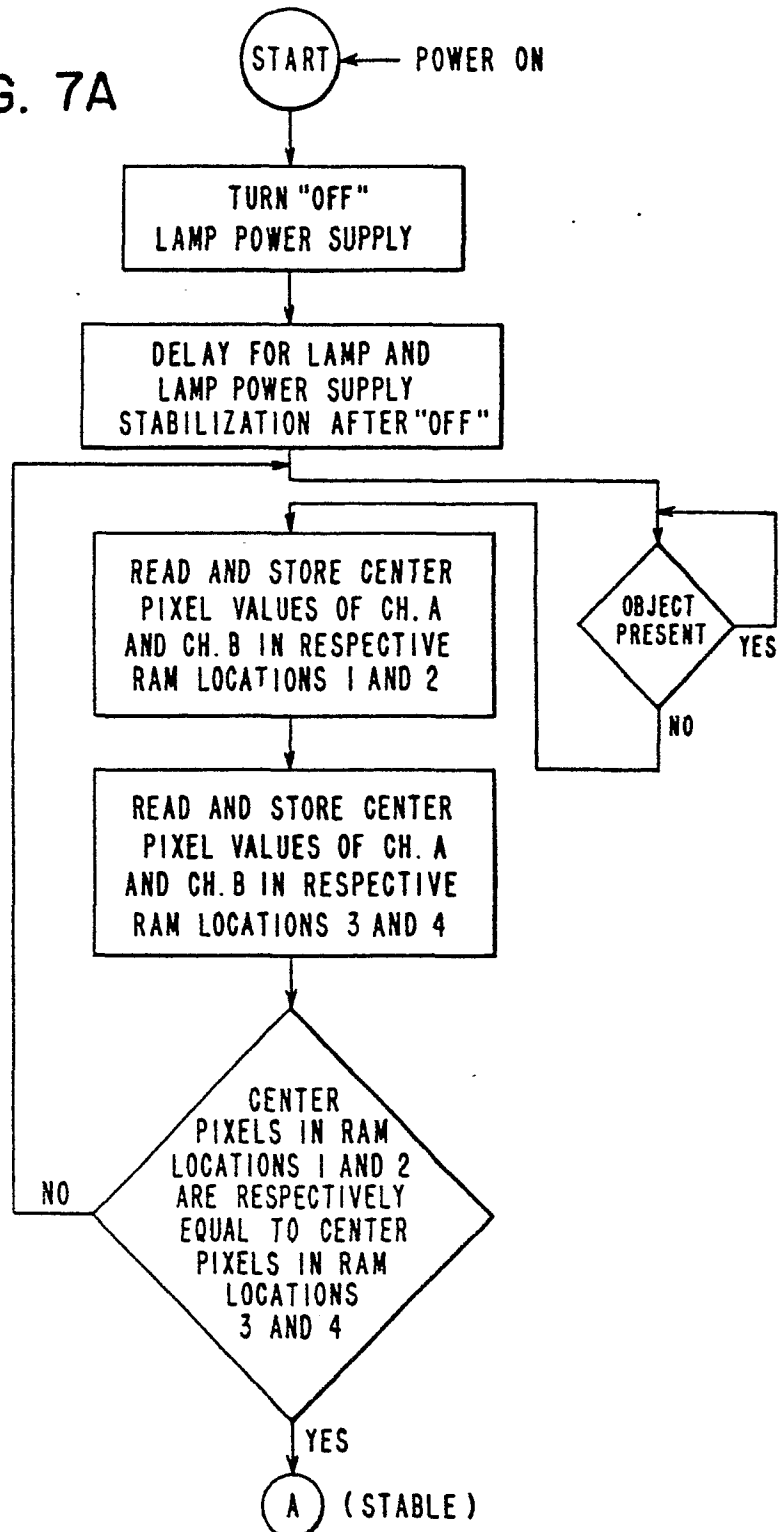 G. 7A
START
POWER ON
TURN "OFF"
LAMP POWER SUPPLY
DELAY FOR LAMP AND
LAMP POWER SUPPLY
STABILIZATION AFTER "OFF"
READ AND STORE CENTER
PIXEL VALUES OF CH. A
AND CH. B IN RESPECTIVE
RAM LOCATIONS 1 AND 2
OBJECT
PRESENT
YES
NO
READ AND STORE CENTER
PIXEL VALUES OF CH. A
AND CH. B IN RESPECTIVE
RAM LOCATIONS 3 AND 4
CENTER
PIXELS IN RAM
LOCATIONS 1 AND 2
ARE RESPECTIVELY
EQUAL TO CENTER
PIXELS IN RAM
LOCATIONS
3 AND 4
NO
YES
A (STABLE)